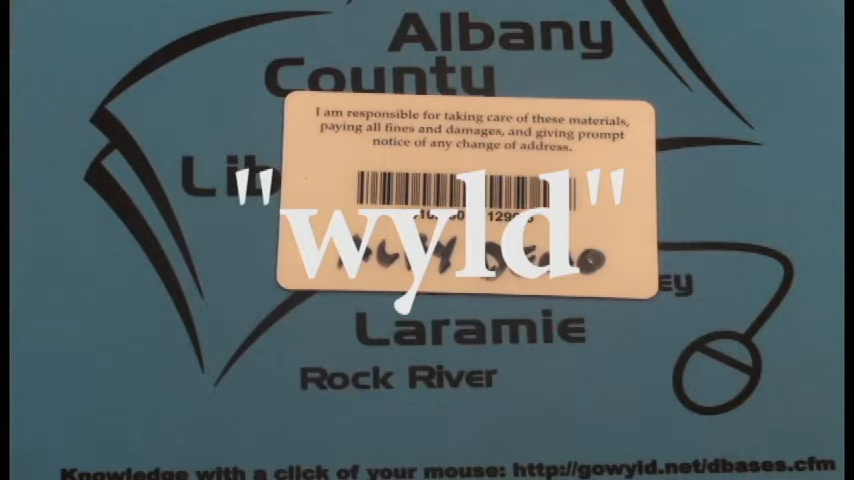 Albany
County
I am responsible for taking care of these materials,
paying all fines and damages, and giving prompt
notice of any change of address.
"wyld"
Laramie
Rock River
Knowledge with a click of your mouse: http://gowyld.net/dbases.cfm